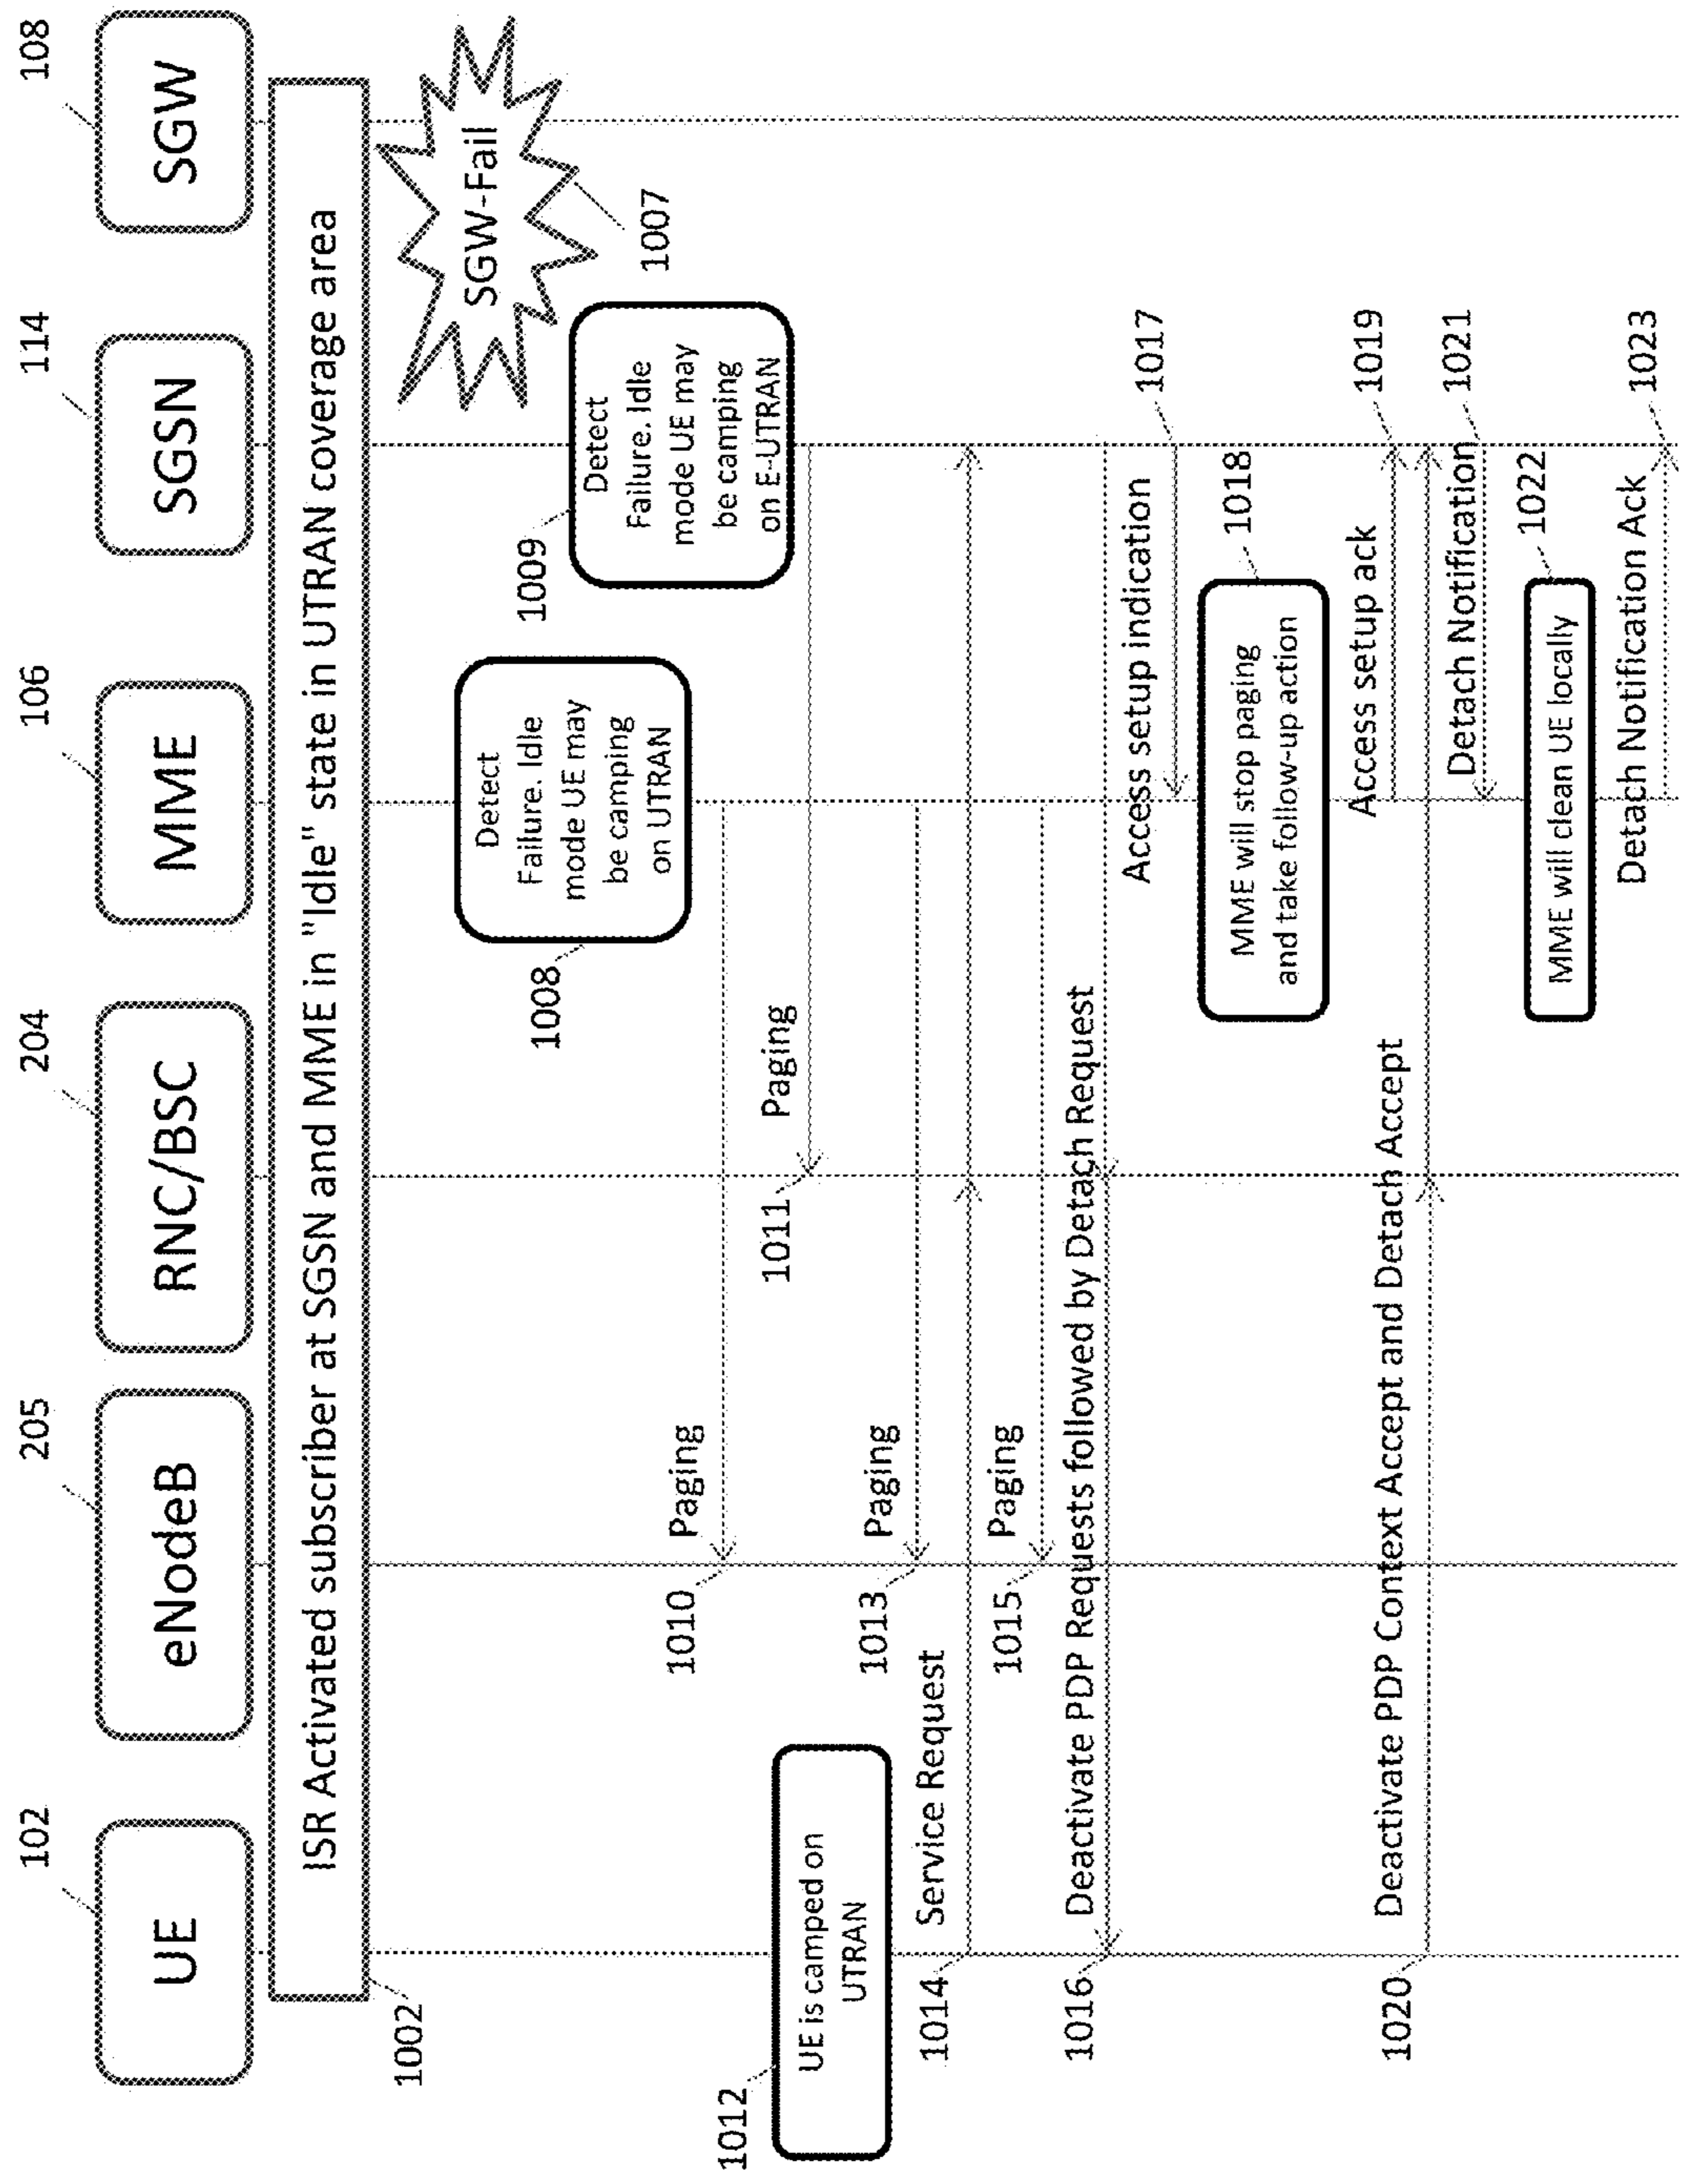 102
205
204
106
114
108
UE
eNodeB
RNC/BSC
MME
SGSN
SGW
ISR Activated subscriber at SGSN and MME in "Idle" state in UTRAN coverage area
1002
SGW-Fail
1007
1008
Detect
Failure. Idle
mode UE may
be camping
on UTRAN
1009
Detect
Failure. Idle
mode UE may
be camping
on E-UTRAN
1010
Paging
1011
Paging
1012
UE is camped on
UTRAN
1013
Paging
1014
Service Request
1015
Paging
1016
Deactivate PDP Requests followed by Detach Request
Access setup indication
1017
MME will stop paging
and take follow-up action
1018
Access setup ack
1019
1020
Deactivate PDP Context Accept and Detach Accept
Detach Notification
1021
MME will clean UE locally
1022
Detach Notification Ack
1023